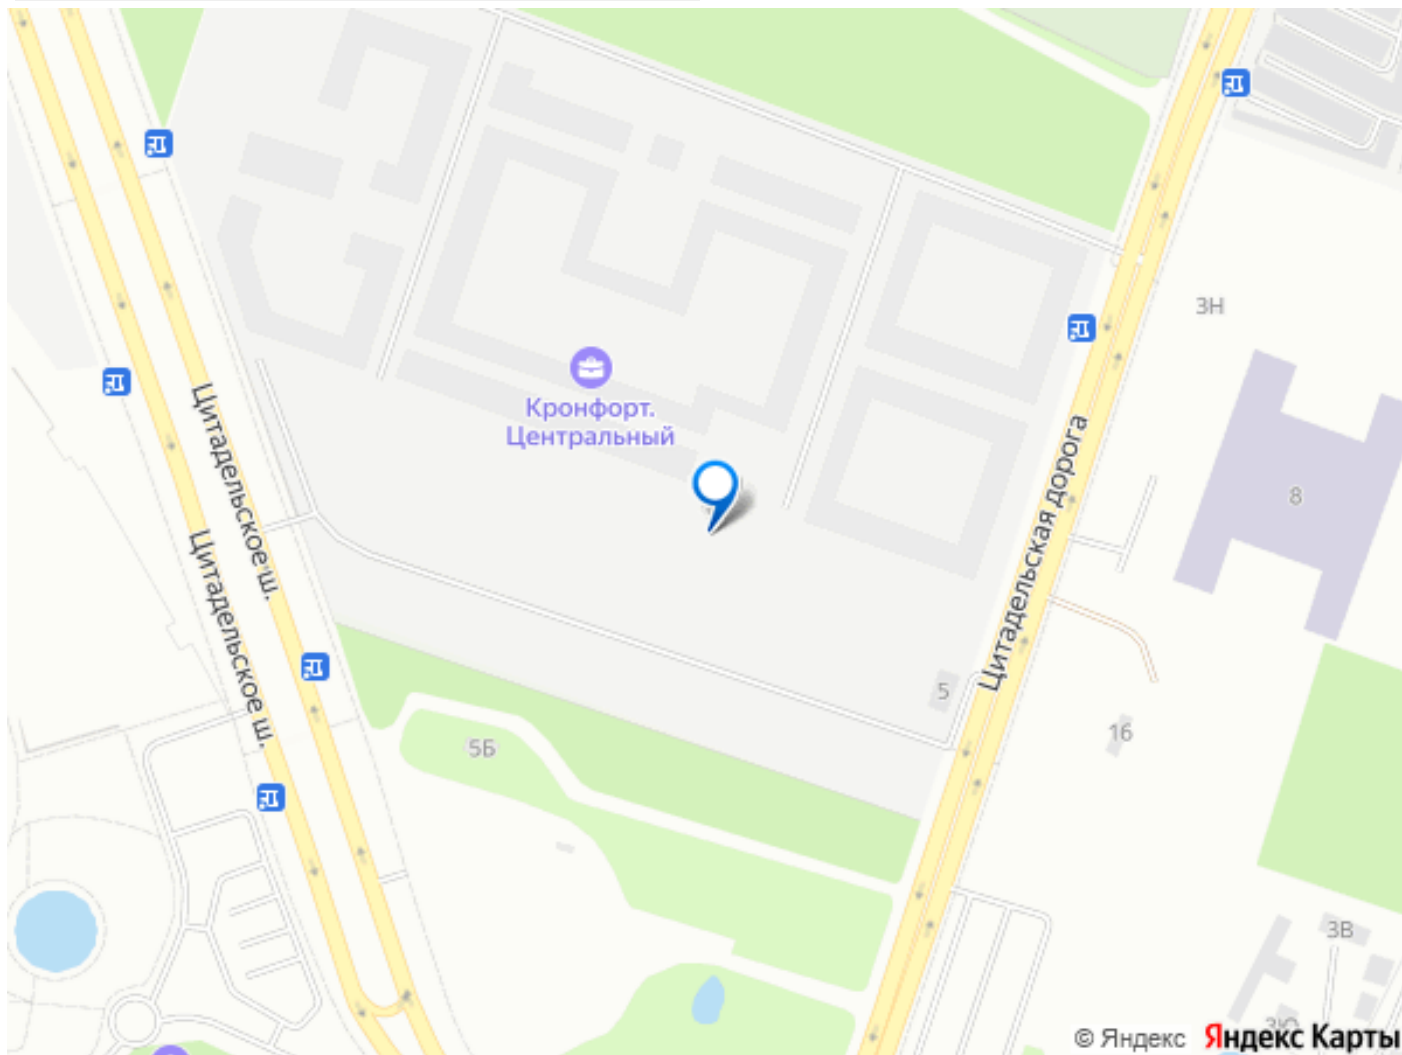 3Н
Кронфорт.
Центральный
Цитадельское ш.
Цитадельская дорога
8
Цитадельское ш.
5
16
5Б
3В
© Яндекс Яндекс Карты